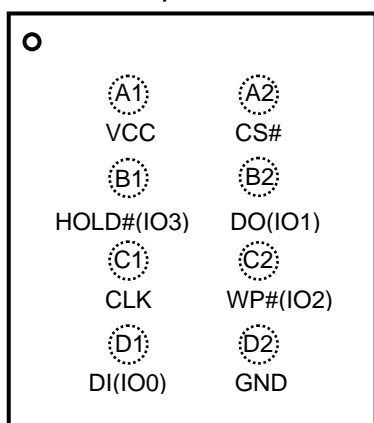 A1 A2
VCC CS#
B1 B2
HOLD#(IO3) DO(IO1)
C1 C2
CLK WP#(IO2)
D1 D2
DI(IO0) GND